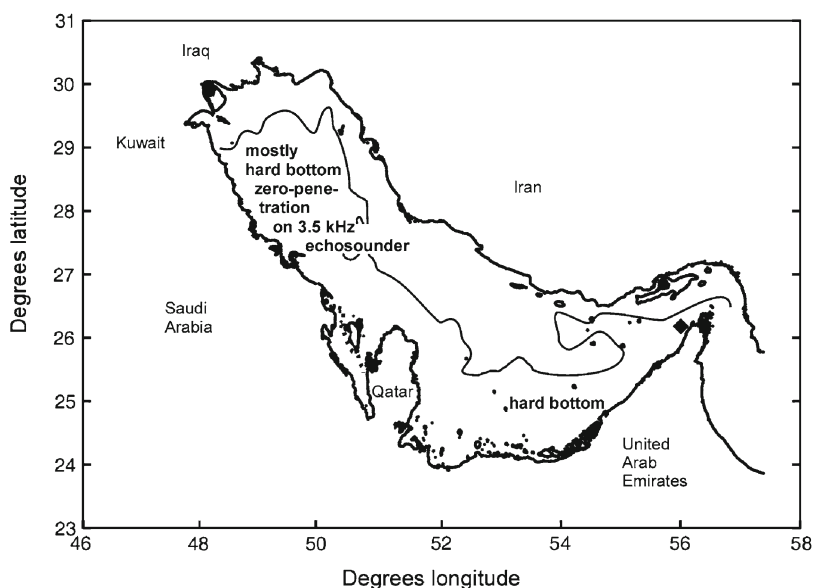 31
30
29
28
27
26
25
24
23
46
48
50
52
54
56
58
Degrees latitude
Degrees longitude
Iraq
Kuwait
Iran
mostly
hard bottom
zero-pene-
tration
on 3.5 kHz
echosounder
Saudi
Arabia
Qatar
hard bottom
United
Arab
Emirates